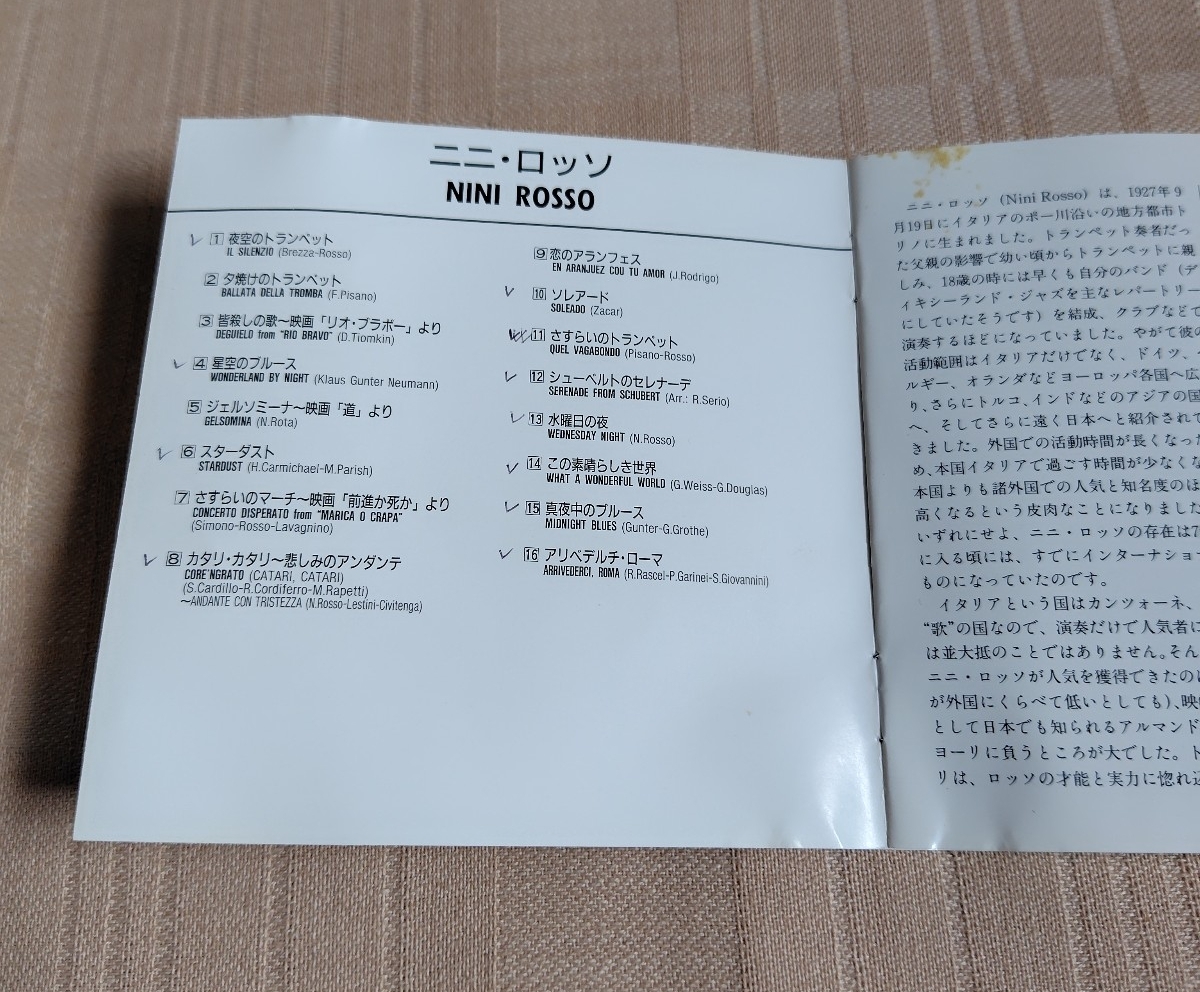 ニニ・ロッソ
NINI ROSSO
1 夜空のトランペット
IL SILENZIO (Brezza-Rosso)
2 夕焼けのトランペット
BALLATA DELLA TROMBA (F.Pisano)
3 皆殺しの歌〜映画「リオ・ブラボー」より
DEGUIELO from "RIO BRAVO" (D.Tiomkin)
4 星空のブルース
WONDERLAND BY NIGHT (Klaus Gunter Neumann)
5 ジェルソミーナ〜映画「道」より
GELSOMINA (N.Rota)
6 スターダスト
STARDUST (H.Carmichael-M.Parish)
7 さすらいのマーチ〜映画「前進か死か」より
CONCERTO DISPERATO from "MARICA O CRAPA"
(Simono-Rosso-Lavagnino)
8 カタリ・カタリ〜悲しみのアンダンテ
CORE'NGRATO (CATARI, CATARI)
(S.Cardillo-R.Cordiferro-M.Rapetti)
〜ANDANTE CON TRISTEZZA (N.Rosso-Lestini-Civitenga)
9 恋のアランフェス
EN ARANJUEZ COU TU AMOR (J.Rodrigo)
10 ソレアード
SOLEADO (Zacar)
11 さすらいのトランペット
QUEL VAGABONDO (Pisano-Rosso)
12 シューベルトのセレナーデ
SERENADE FROM SCHUBERT (Arr.: R.Serio)
13 水曜日の夜
WEDNESDAY NIGHT (N.Rosso)
14 この素晴らしき世界
WHAT A WONDERFUL WORLD (G.Weiss-G.Douglas)
15 真夜中のブルース
MIDNIGHT BLUES (Gunter-G.Grothe)
16 アリベデルチ・ローマ
ARRIVEDERCI, ROMA (R.Rascel-P.Garinei-S.Giovannini)
ニニ・ロッソ (Nini Rosso) は、1927年9
月19日にイタリアのポー川沿いの地方都市ト
リノに生まれました。トランペット奏者だっ
た父親の影響で幼い頃からトランペットに親
しみ、18歳の時には早くも自分のバンド(デ
ィキシーランド・ジャズを主なレパートリー
にしていたそうです)を結成、クラブなどで
演奏するほどになっていました。やがて彼の
活動範囲はイタリアだけでなく、ドイツ、
ルギー、オランダなどヨーロッパ各国へ広
り、さらにトルコ、インドなどのアジアの国
へ、そしてさらに遠く日本へと紹介されて
きました。外国での活動時間が長くなった
め、本国イタリアで過ごす時間が少なくな
本国よりも諸外国での人気と知名度のほ
高くなるという皮肉なことになりました
いずれにせよ、ニニ・ロッソの存在は7
に入る頃には、すでにインターナショ
ものになっていたのです。
イタリアという国はカンツォーネ、
“歌”の国なので、演奏だけで人気者に
は並大抵のことではありません。そん
ニニ・ロッソが人気を獲得できたのは
が外国にくらべて低いとしても)、映
として日本でも知られるアルマンド
ヨーリに負うところが大でした。ト
リは、ロッソの才能と実力に惚れ込